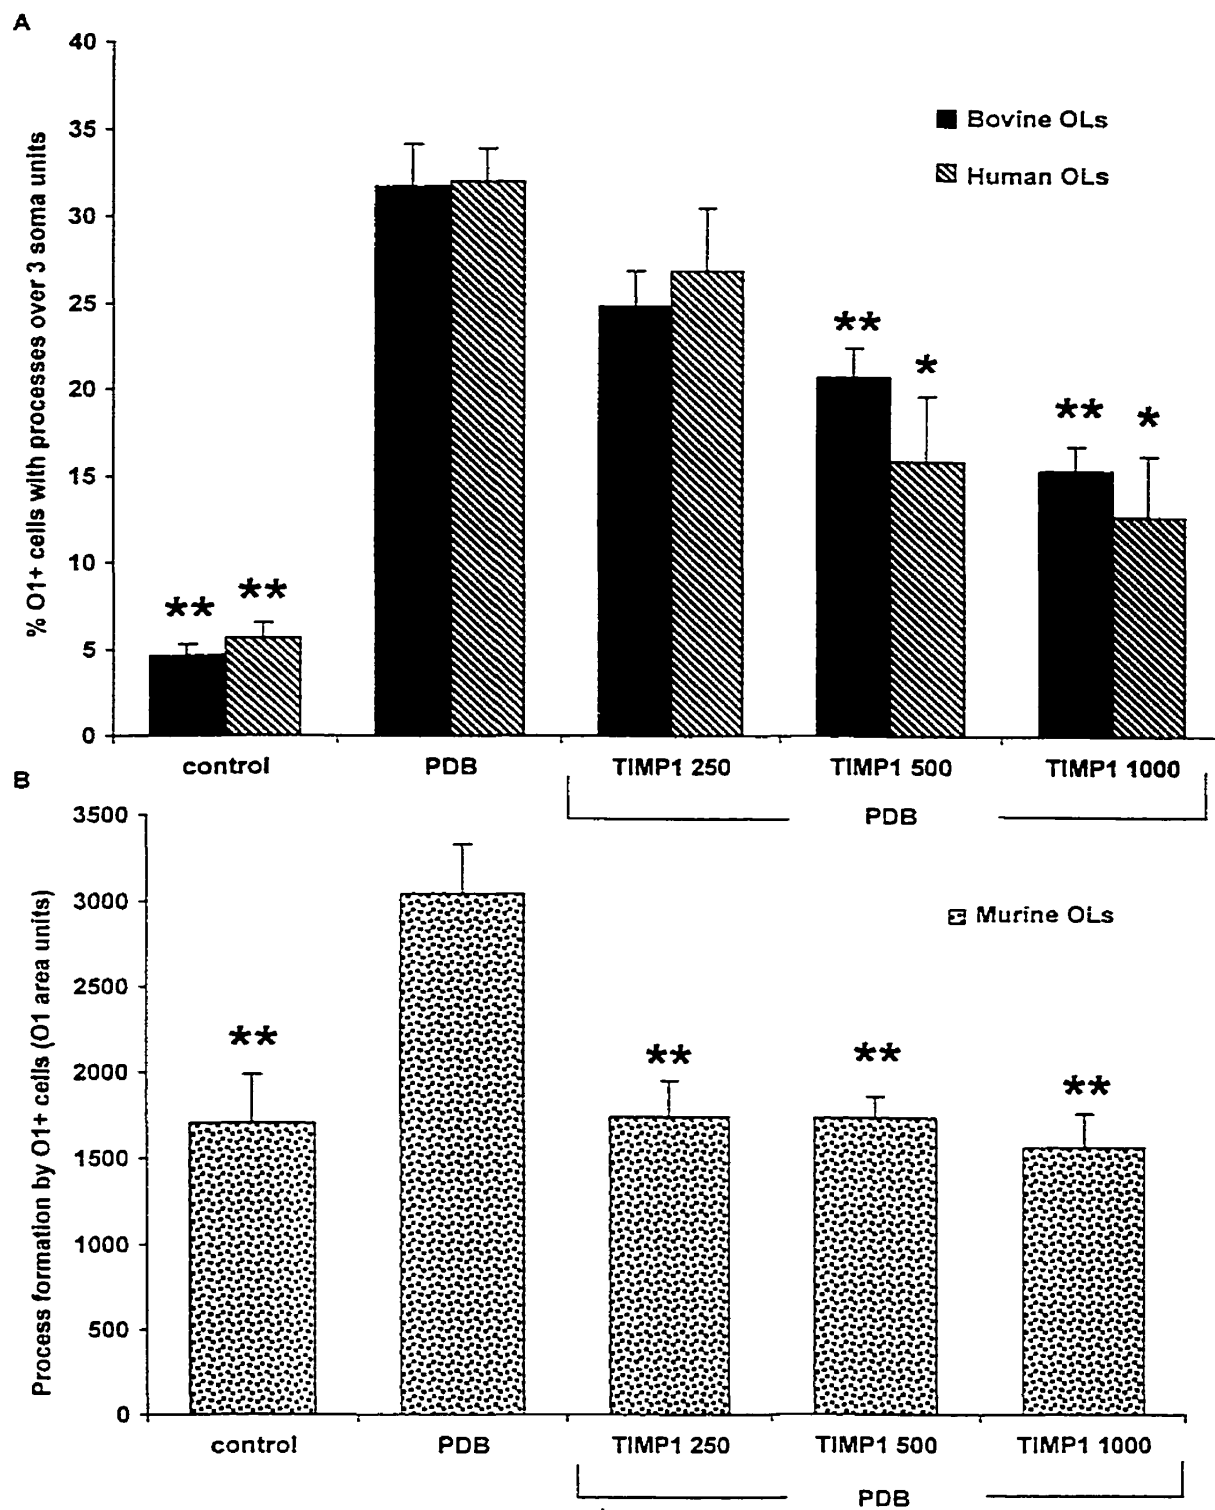 A
% O1+ cells with processes over 3 soma units
40
35
30
25
20
15
10
5
0
Bovine OLs
Human OLs
** **
** *
** *
control PDB TIMP1 250 TIMP1 500 TIMP1 1000
PDB
B
Process formation by O1+ cells (O1 area units)
3500
3000
2500
2000
1500
1000
500
0
Murine OLs
** ** ** **
control PDB TIMP1 250 TIMP1 500 TIMP1 1000
PDB